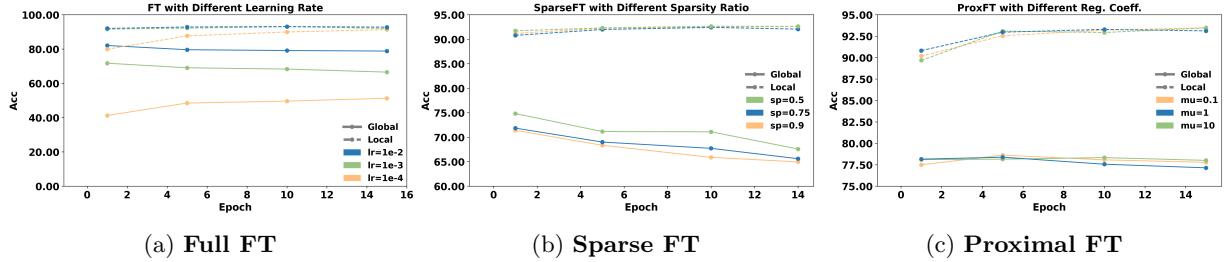 FT with Different Learning Rate
100.00
80.00
60.00
40.00
20.00
0.00
Acc
0 2 4 6 8 10 12 14 16
Epoch
Global
Local
lr=1e-2
lr=1e-3
lr=1e-4
(a) Full FT
SparseFT with Different Sparsity Ratio
95.00
90.00
85.00
80.00
75.00
70.00
65.00
60.00
Acc
0 2 4 6 8 10 12 14
Epoch
Global
Local
sp=0.5
sp=0.75
sp=0.9
(b) Sparse FT
ProxFT with Different Reg. Coeff.
95.00
92.50
90.00
87.50
85.00
82.50
80.00
77.50
75.00
Acc
0 2 4 6 8 10 12 14
Epoch
Global
Local
mu=0.1
mu=1
mu=10
(c) Proximal FT